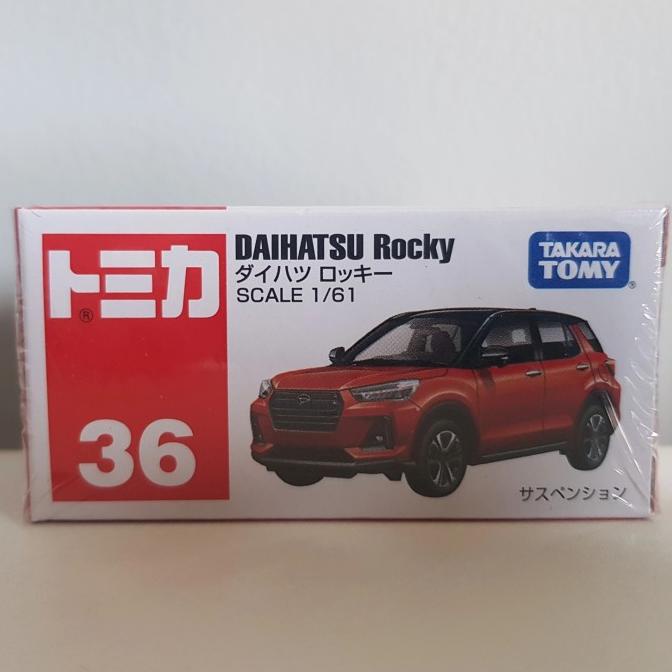 トミカ®
36
DAIHATSU Rocky
ダイハツ ロッキー
SCALE 1/61
TAKARA
TOMY®
サスペンション